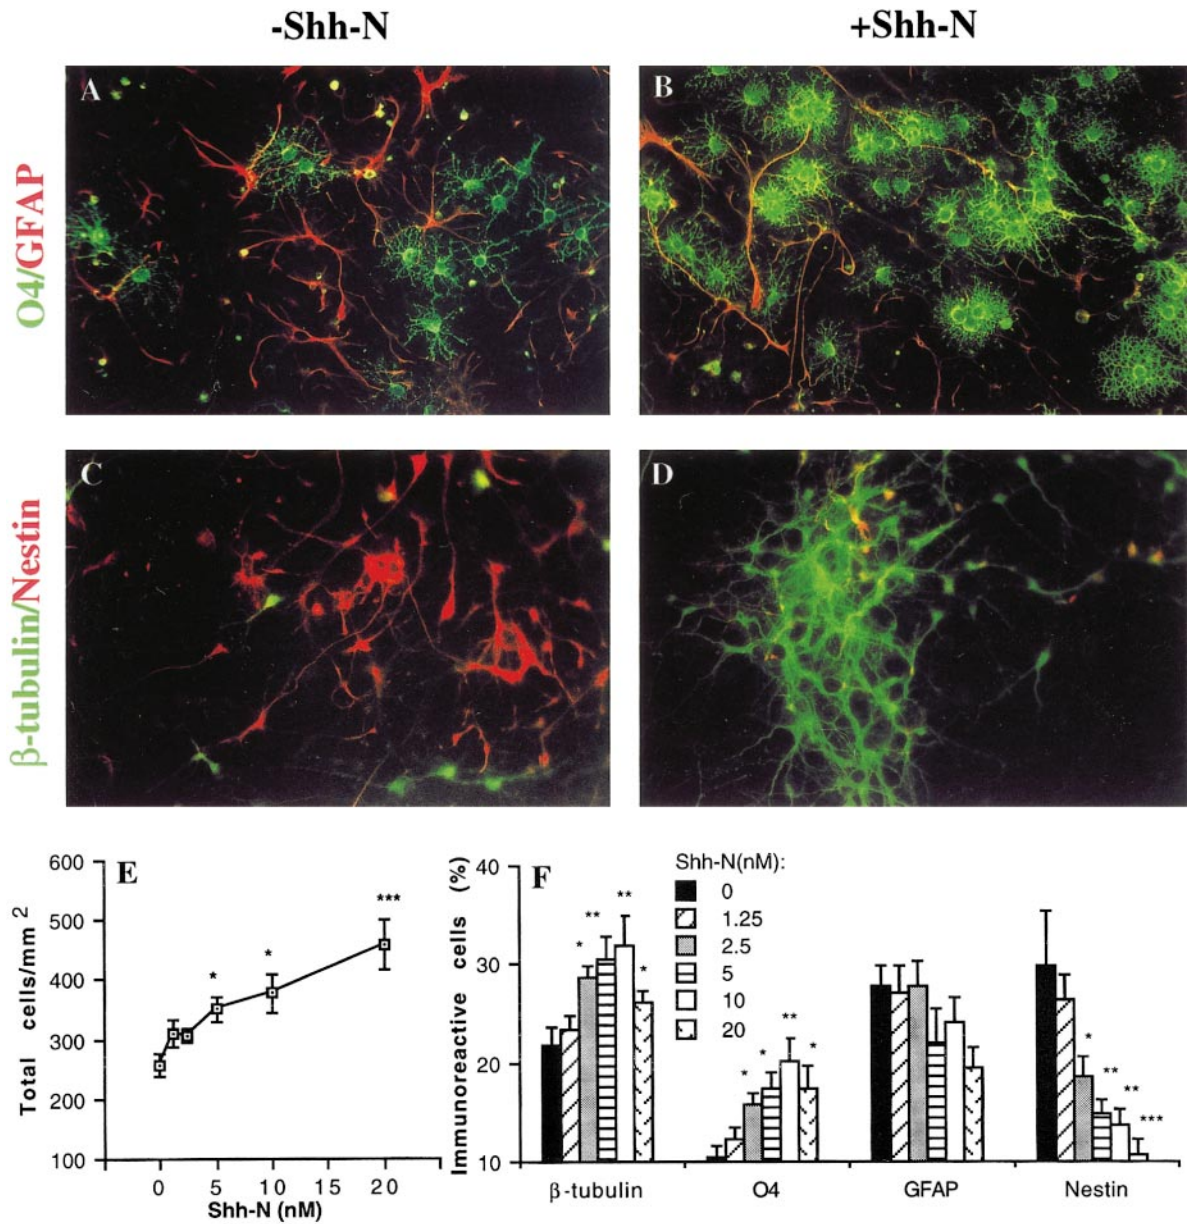 -Shh-N
+Shh-N
O4/GFAP
A
B
β-tubulin/Nestin
C
D
E
Total cells/mm2
600
500
400
300
200
100
*
*
***
0
5
10
15
20
Shh-N (nM)
F
Immunoreactive cells (%)
40
30
20
10
Shh-N(nM):
0
1.25
2.5
5
10
20
*
**
**
*
*
*
**
*
*
**
**
***
β-tubulin
O4
GFAP
Nestin